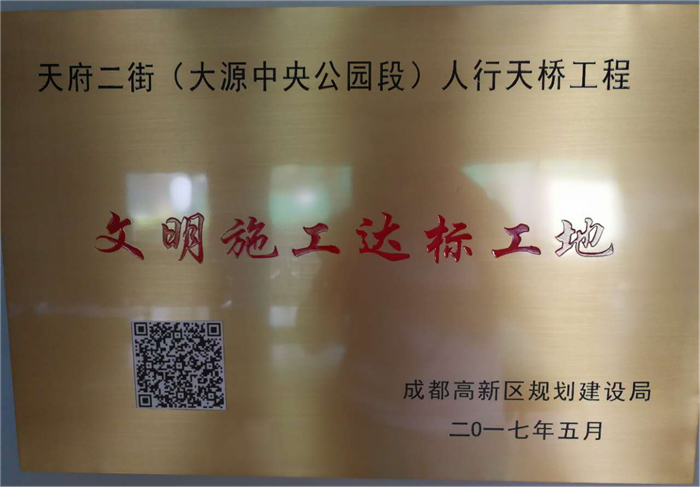 天府二街（大源中央公园段）人行天桥工程
文明施工达标工地
成都高新区规划建设局
二0一七年五月